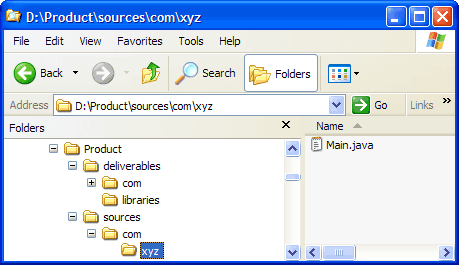 D:\Product\sources\com\xyz
File Edit View Favorites Tools Help
Back Search Folders
Address D:\Product\sources\com\xyz Go Links »
Folders Name
Product Main.java
deliverables
com
libraries
sources
com
xyz